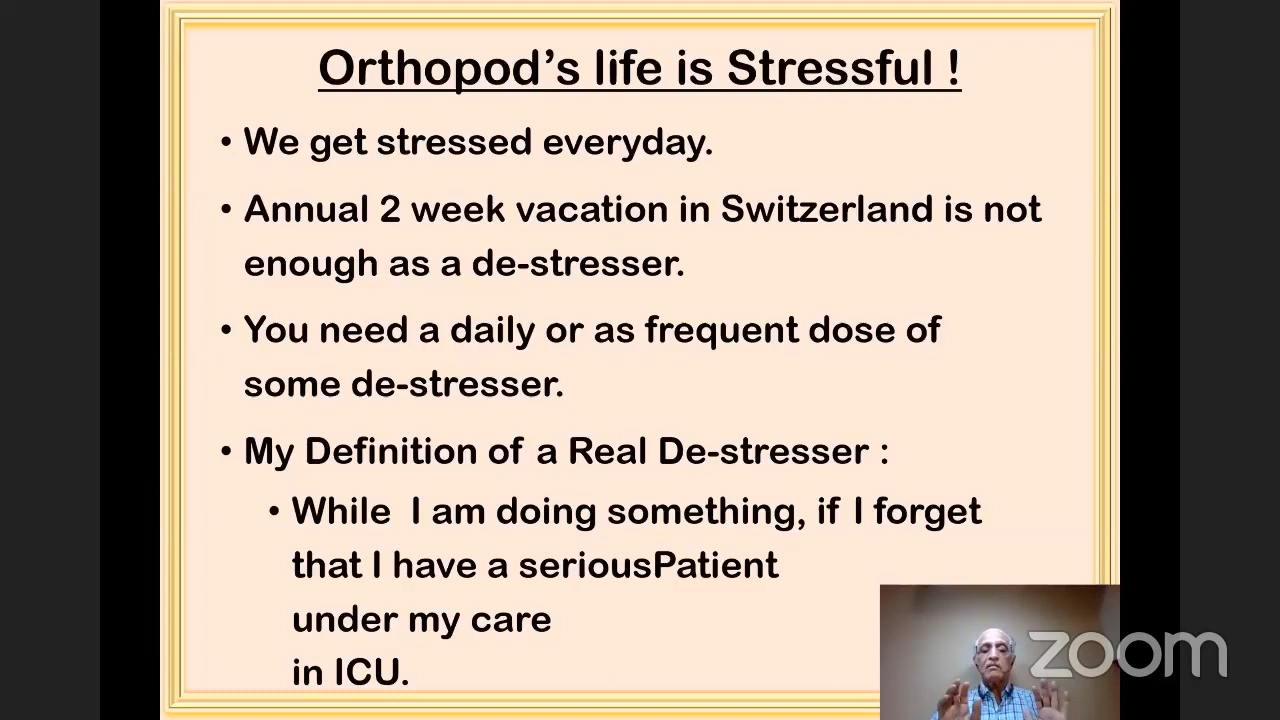 Orthopod's life is Stressful !
• We get stressed everyday.
• Annual 2 week vacation in Switzerland is not
enough as a de-stresser.
• You need a daily or as frequent dose of
some de-stresser.
• My Definition of a Real De-stresser :
• While I am doing something, if I forget
that I have a seriousPatient
under my care
in ICU.
zoom